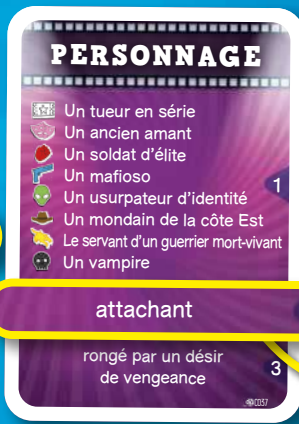 PERSONNAGE
Un tueur en série
Un ancien amant
Un soldat d'élite
Un mafioso
Un usurpateur d'identité
1
Un mondain de la côte Est
Le servant d'un guerrier mort-vivant
Un vampire
attachant
rongé par un désir
de vengeance
3
C037